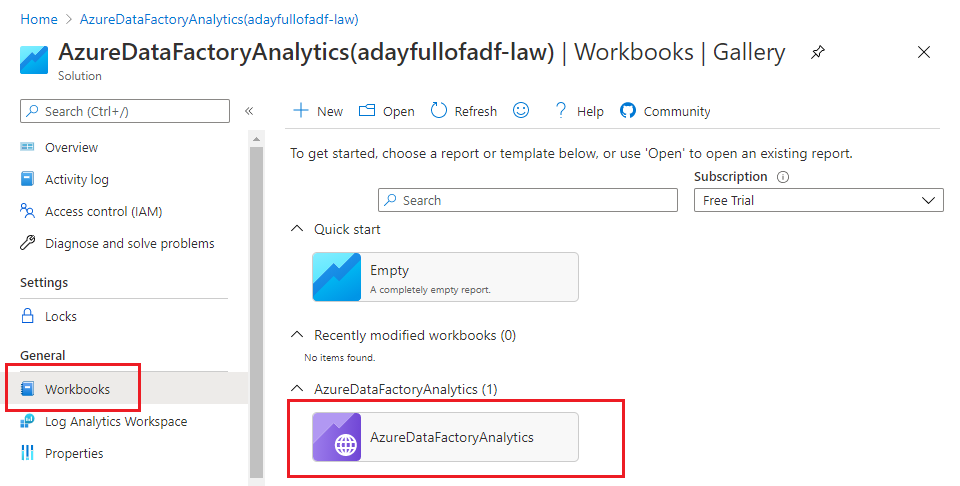 Home > AzureDataFactoryAnalytics(adayfullofadf-law)
AzureDataFactoryAnalytics(adayfullofadf-law) | Workbooks | Gallery
Solution
Search (Ctrl+/)
Overview
Activity log
Access control (IAM)
Diagnose and solve problems
Settings
Locks
General
Workbooks
Log Analytics Workspace
Properties
New Open Refresh Help Community
To get started, choose a report or template below, or use 'Open' to open an existing report.
Subscription
Search
Free Trial
Quick start
Empty
A completely empty report.
Recently modified workbooks (0)
No items found.
AzureDataFactoryAnalytics (1)
AzureDataFactoryAnalytics